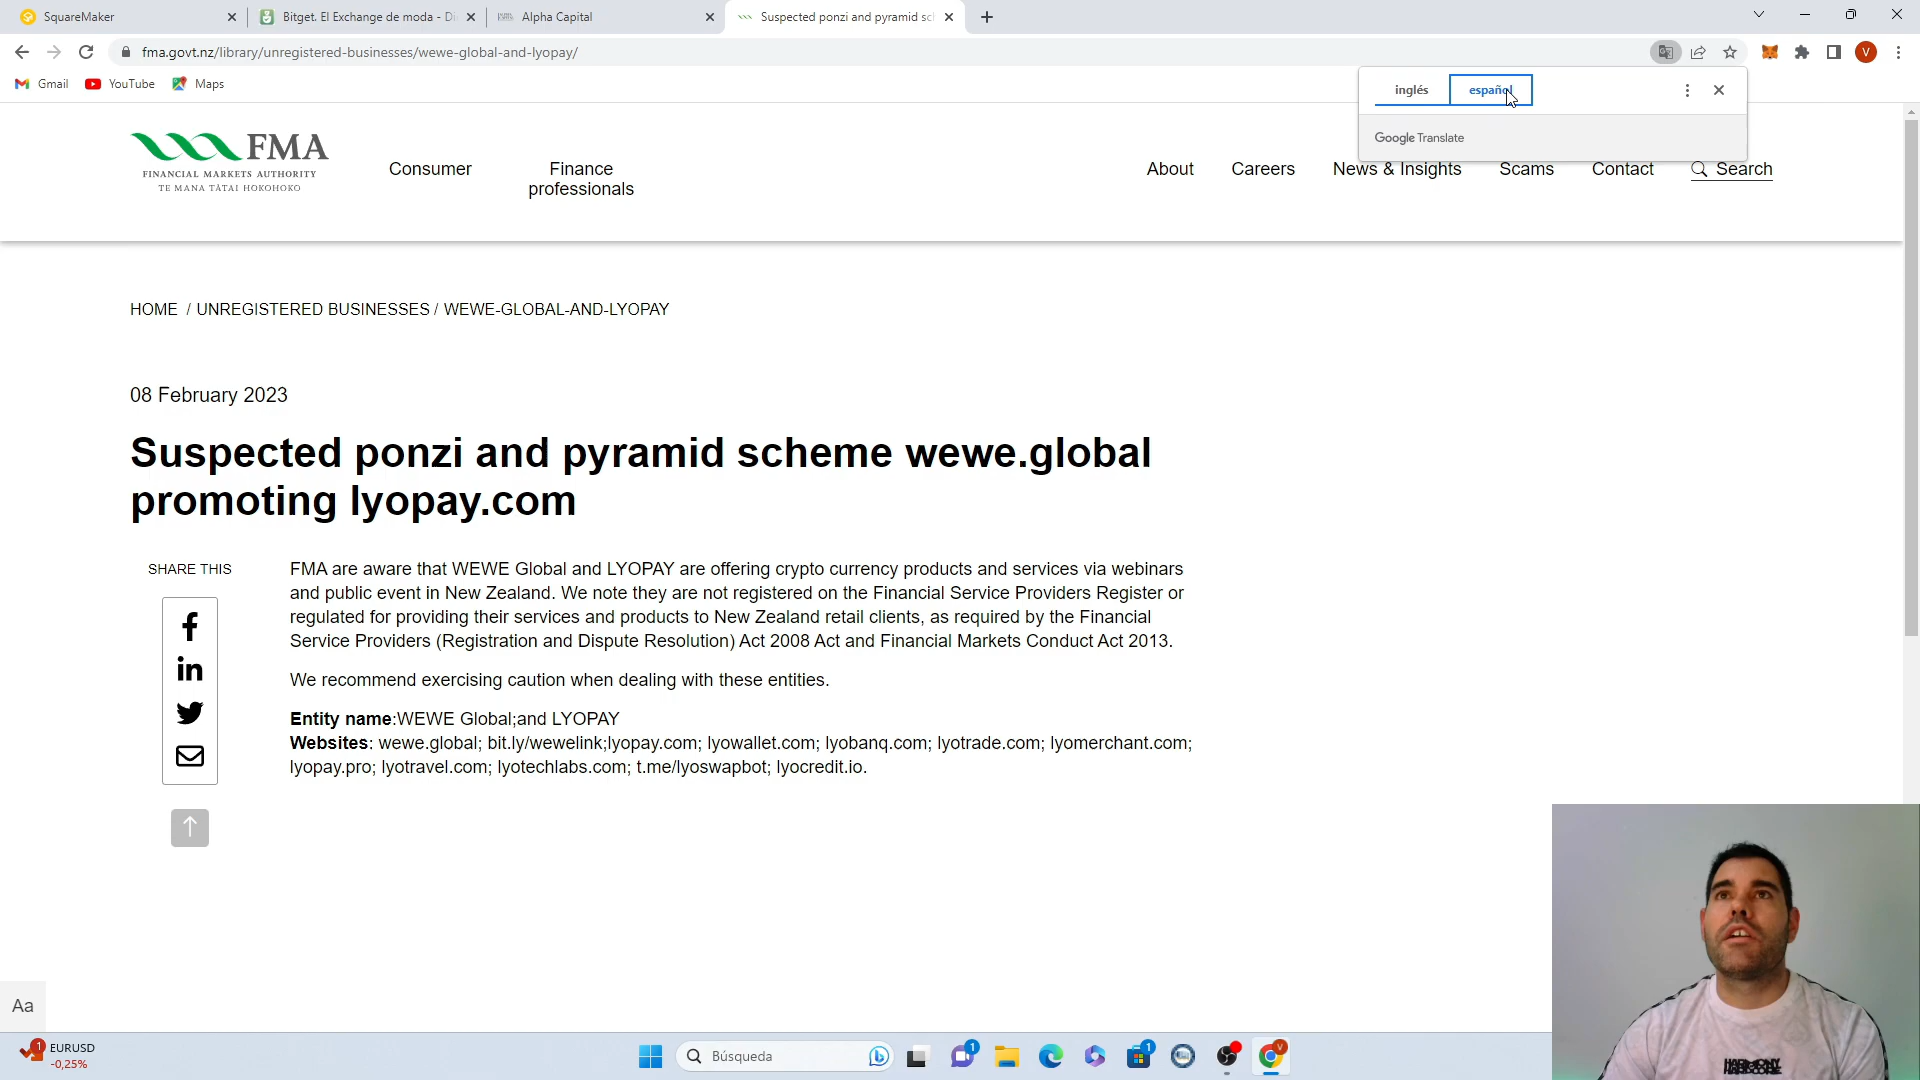 SquareMaker
Bitget. El Exchange de moda - Di
Alpha Capital
Suspected ponzi and pyramid sch
fma.govt.nz/library/unregistered-businesses/wewe-global-and-lyopay/
V
Gmail
YouTube
Maps
inglés
español
Google Translate
FMA
FINANCIAL MARKETS AUTHORITY
TE MANA TĀTAI HOKOHOKO
Consumer
Finance
professionals
About
Careers
News & Insights
Scams
Contact
Search
HOME / UNREGISTERED BUSINESSES / WEWE-GLOBAL-AND-LYOPAY
08 February 2023
Suspected ponzi and pyramid scheme wewe.global
promoting lyopay.com
SHARE THIS
FMA are aware that WEWE Global and LYOPAY are offering crypto currency products and services via webinars
and public event in New Zealand. We note they are not registered on the Financial Service Providers Register or
regulated for providing their services and products to New Zealand retail clients, as required by the Financial
Service Providers (Registration and Dispute Resolution) Act 2008 Act and Financial Markets Conduct Act 2013.
We recommend exercising caution when dealing with these entities.
Entity name:WEWE Global;and LYOPAY
Websites: wewe.global; bit.ly/wewelink;lyopay.com; lyowallet.com; lyobanq.com; lyotrade.com; lyomerchant.com;
lyopay.pro; lyotravel.com; lyotechlabs.com; t.me/lyoswapbot; lyocredit.io.
Aa
1
EURUSD
-0,25%
Búsqueda
1
1
V